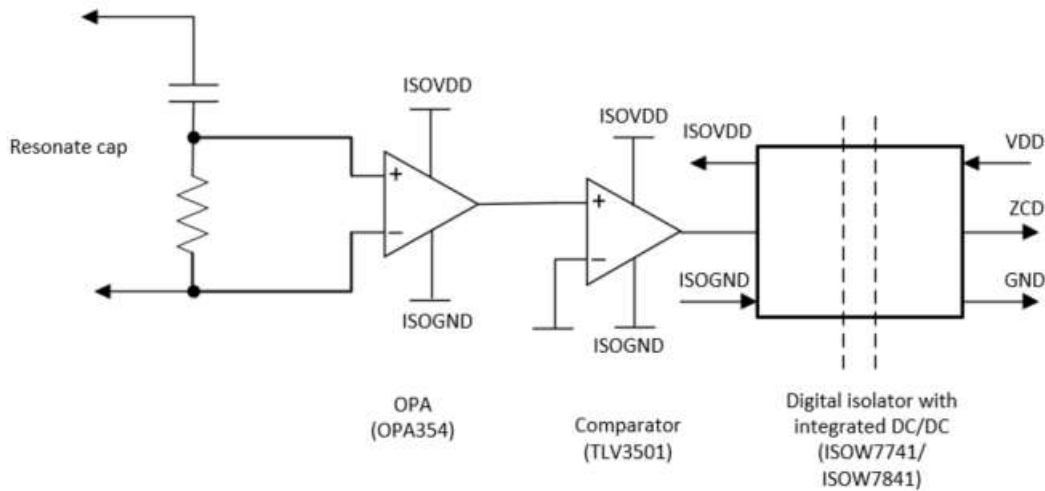 ISOVDD
ISOVDD
ISOVDD
VDD
Resonate cap
+
+
ZCD
−
−
ISOGND
GND
ISOGND
ISOGND
OPA
(OPA354)
Comparator
(TLV3501)
Digital isolator with
integrated DC/DC
(ISOW7741/
ISOW7841)